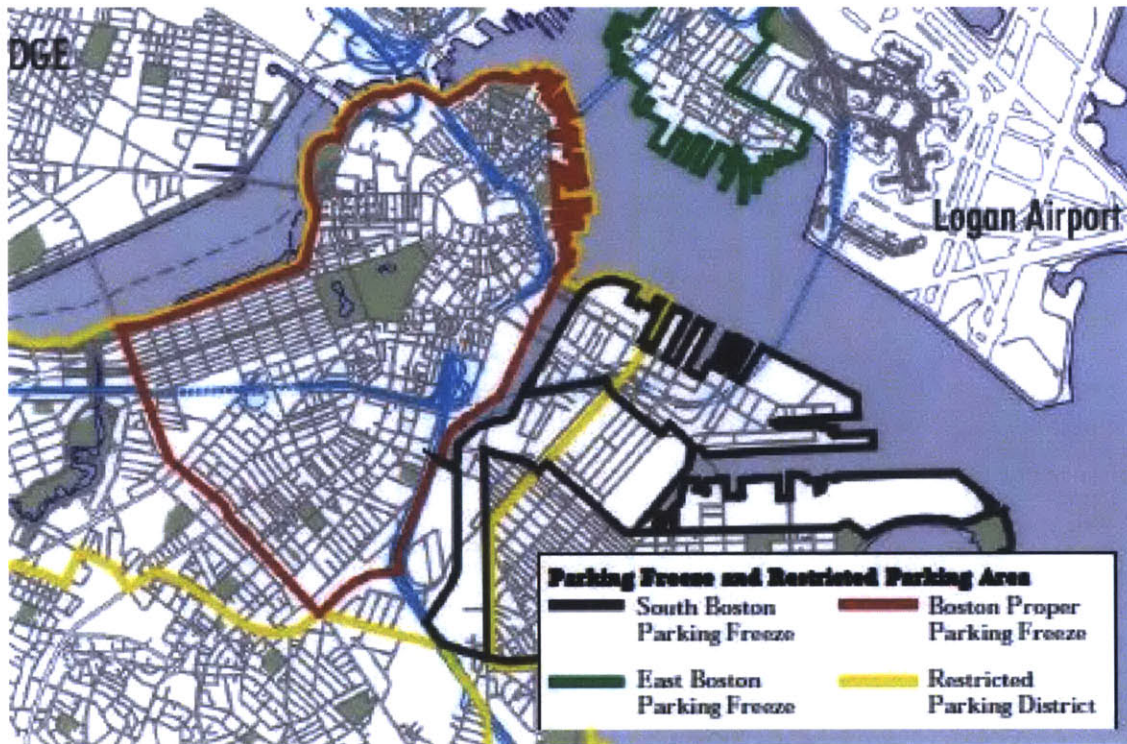 DGE
Logan Airport
Parking Freeze and Restricted Parking Area
South Boston
Parking Freeze
Boston Proper
Parking Freeze
East Boston
Parking Freeze
Restricted
Parking District